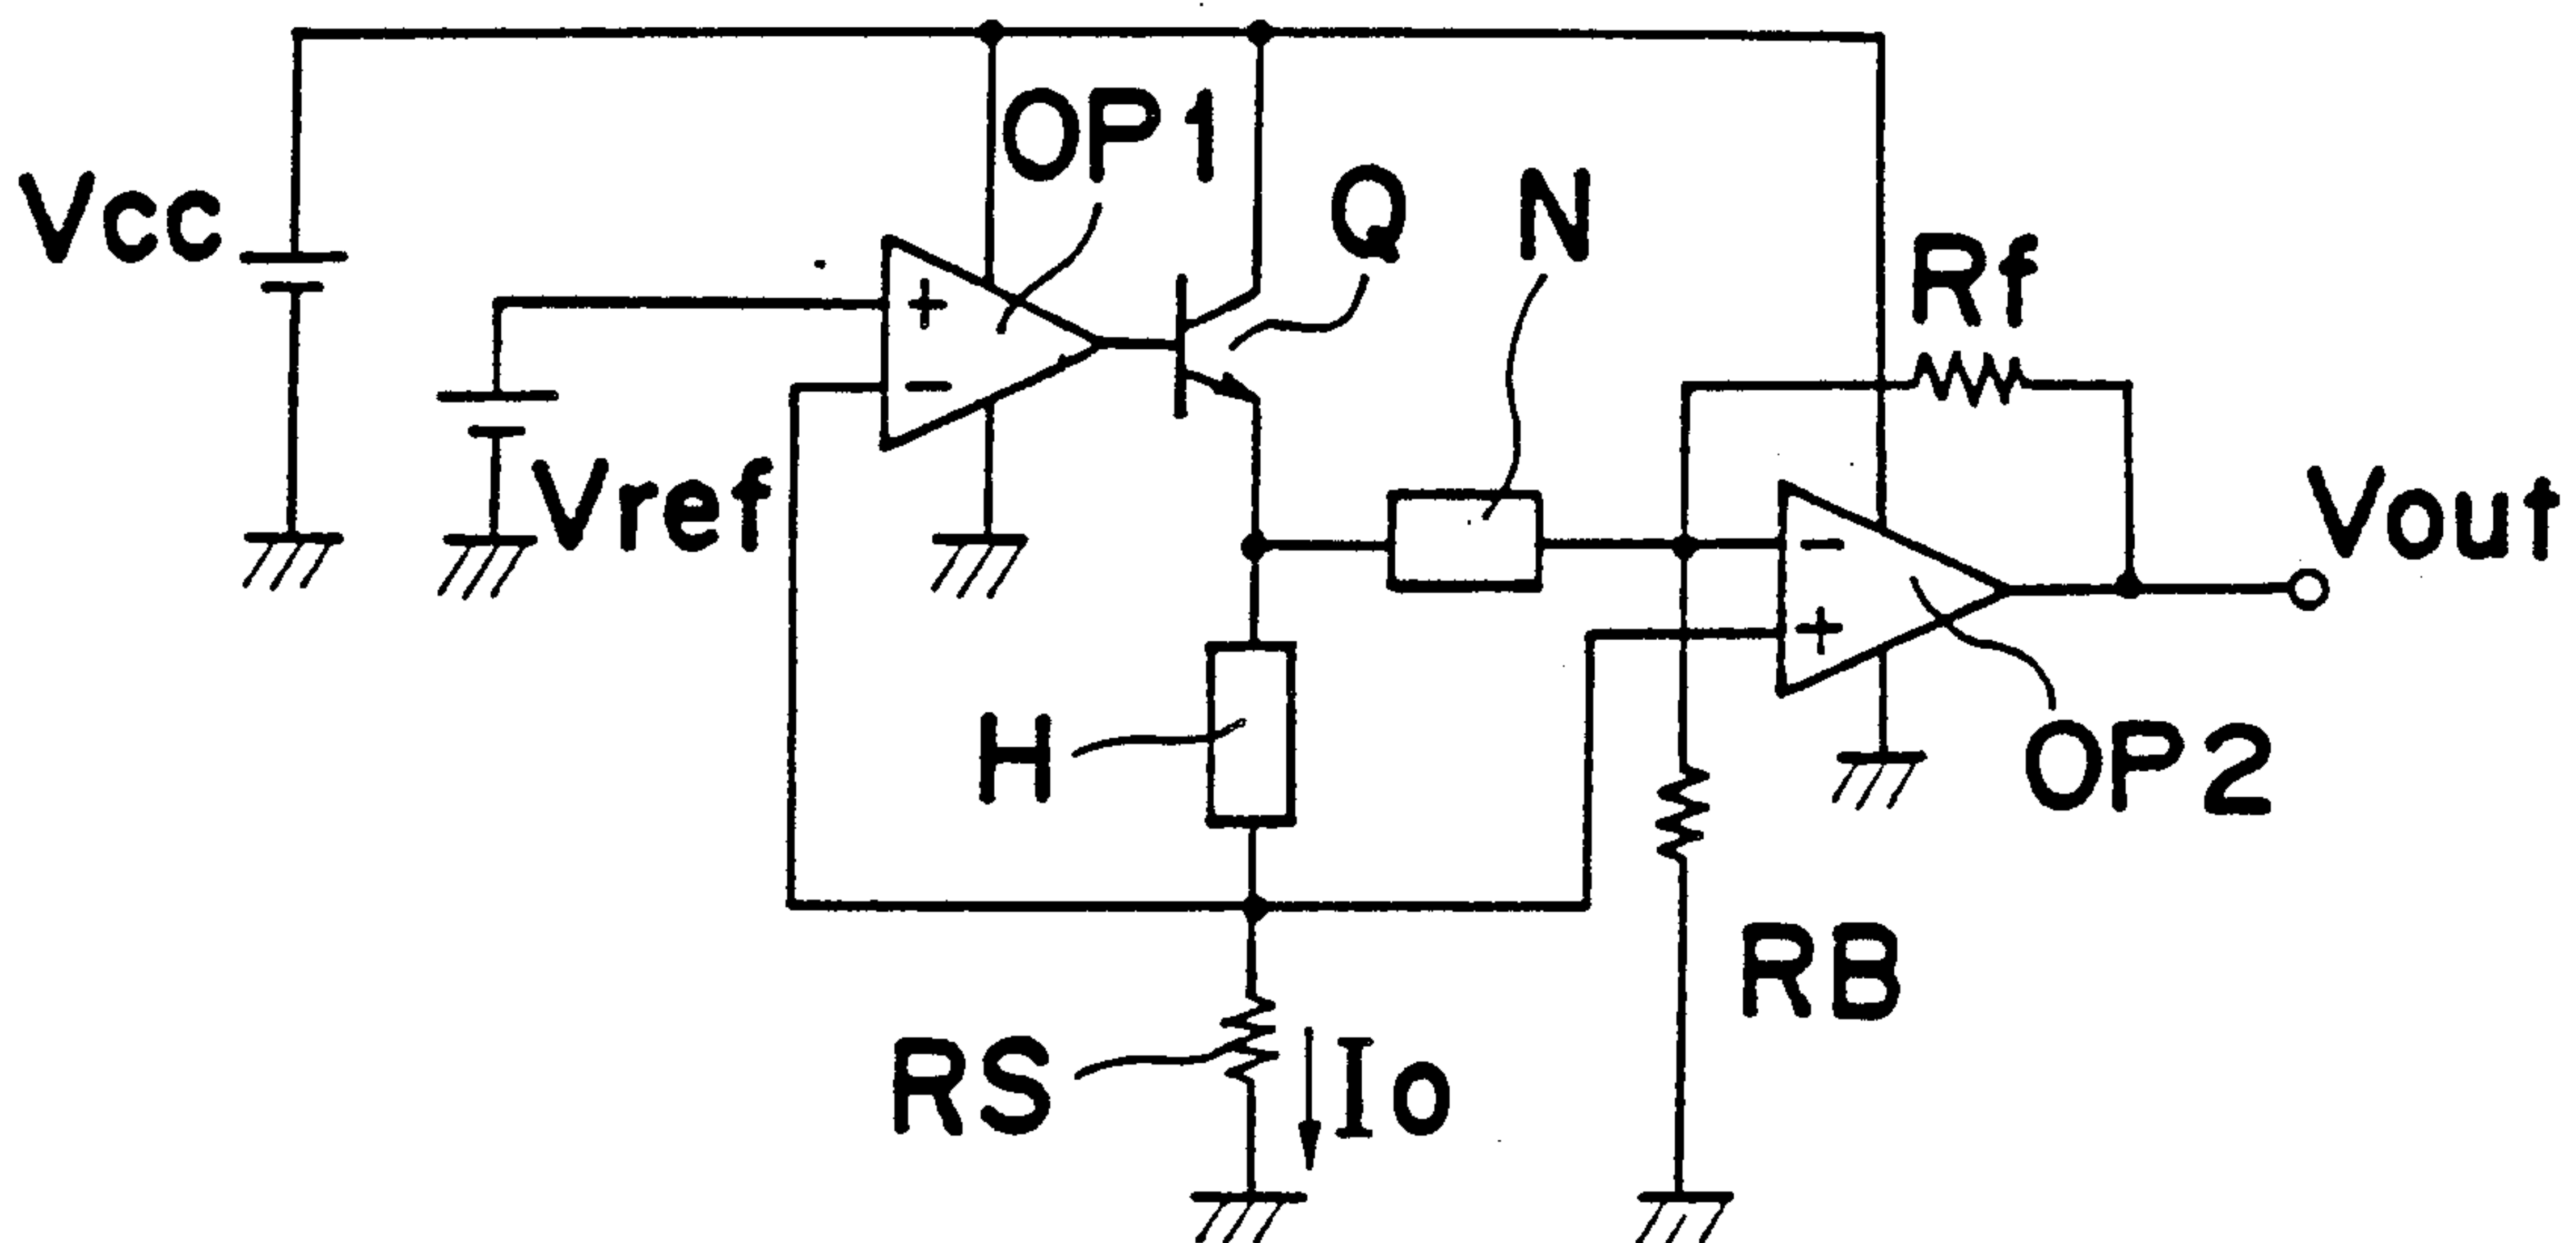 OP1
Q
N
Vcc
Rf
+
-
Vref
-
+
Vout
H
OP2
RB
RS
Io